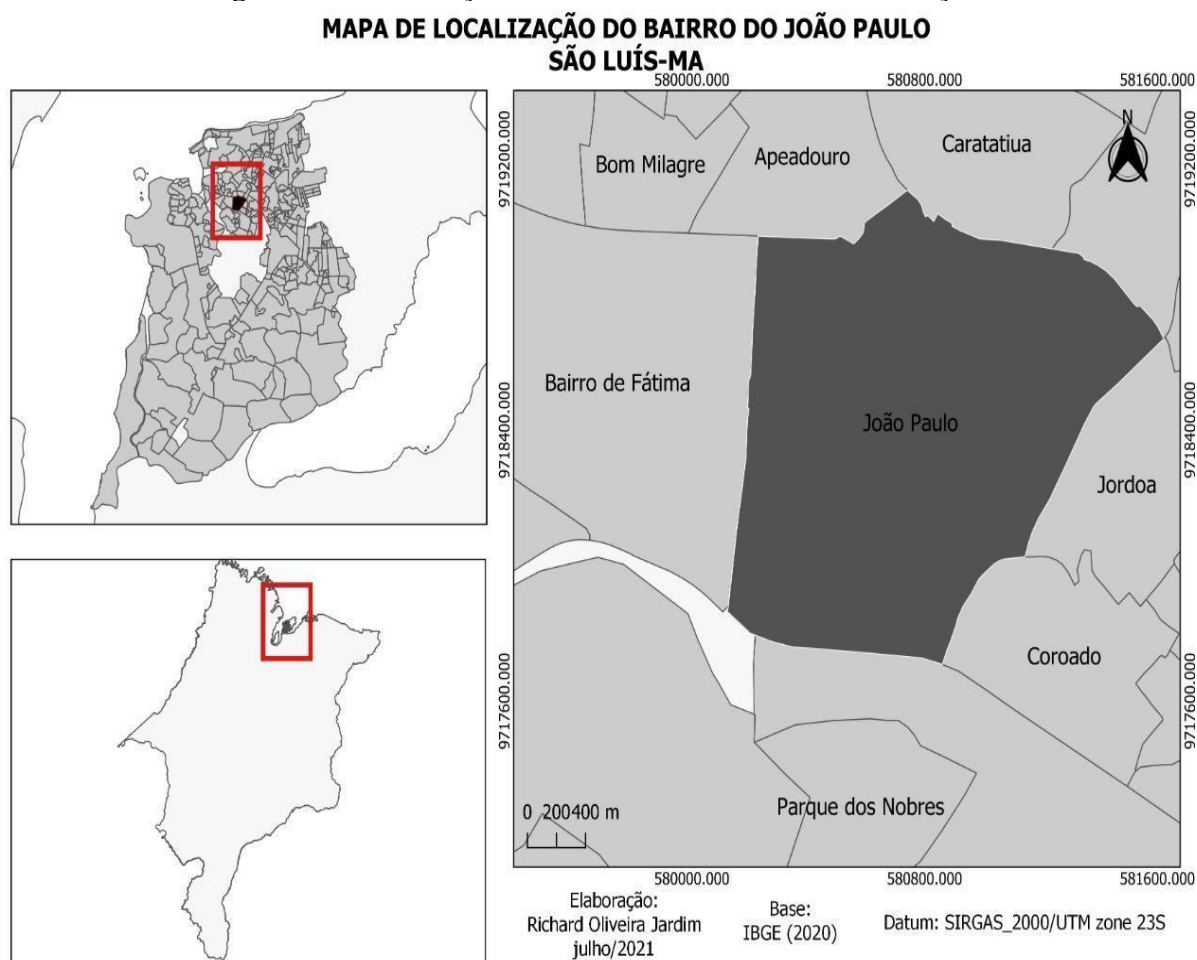 MAPA DE LOCALIZAÇÃO DO BAIRRO DO JOÃO PAULO
SÃO LUÍS-MA
580000.000 580800.000 581600.000
9719200.000 9719200.000
N
Bom Milagre Apeadouro Caratatiua
Bairro de Fátima
João Paulo
9718400.000 9718400.000
Jordoa
Coroado
9717600.000 9717600.000
Parque dos Nobres
0 200400 m
580000.000 580800.000 581600.000
Elaboração:
Richard Oliveira Jardim
julho/2021
Base:
IBGE (2020)
Datum: SIRGAS_2000/UTM zone 23S